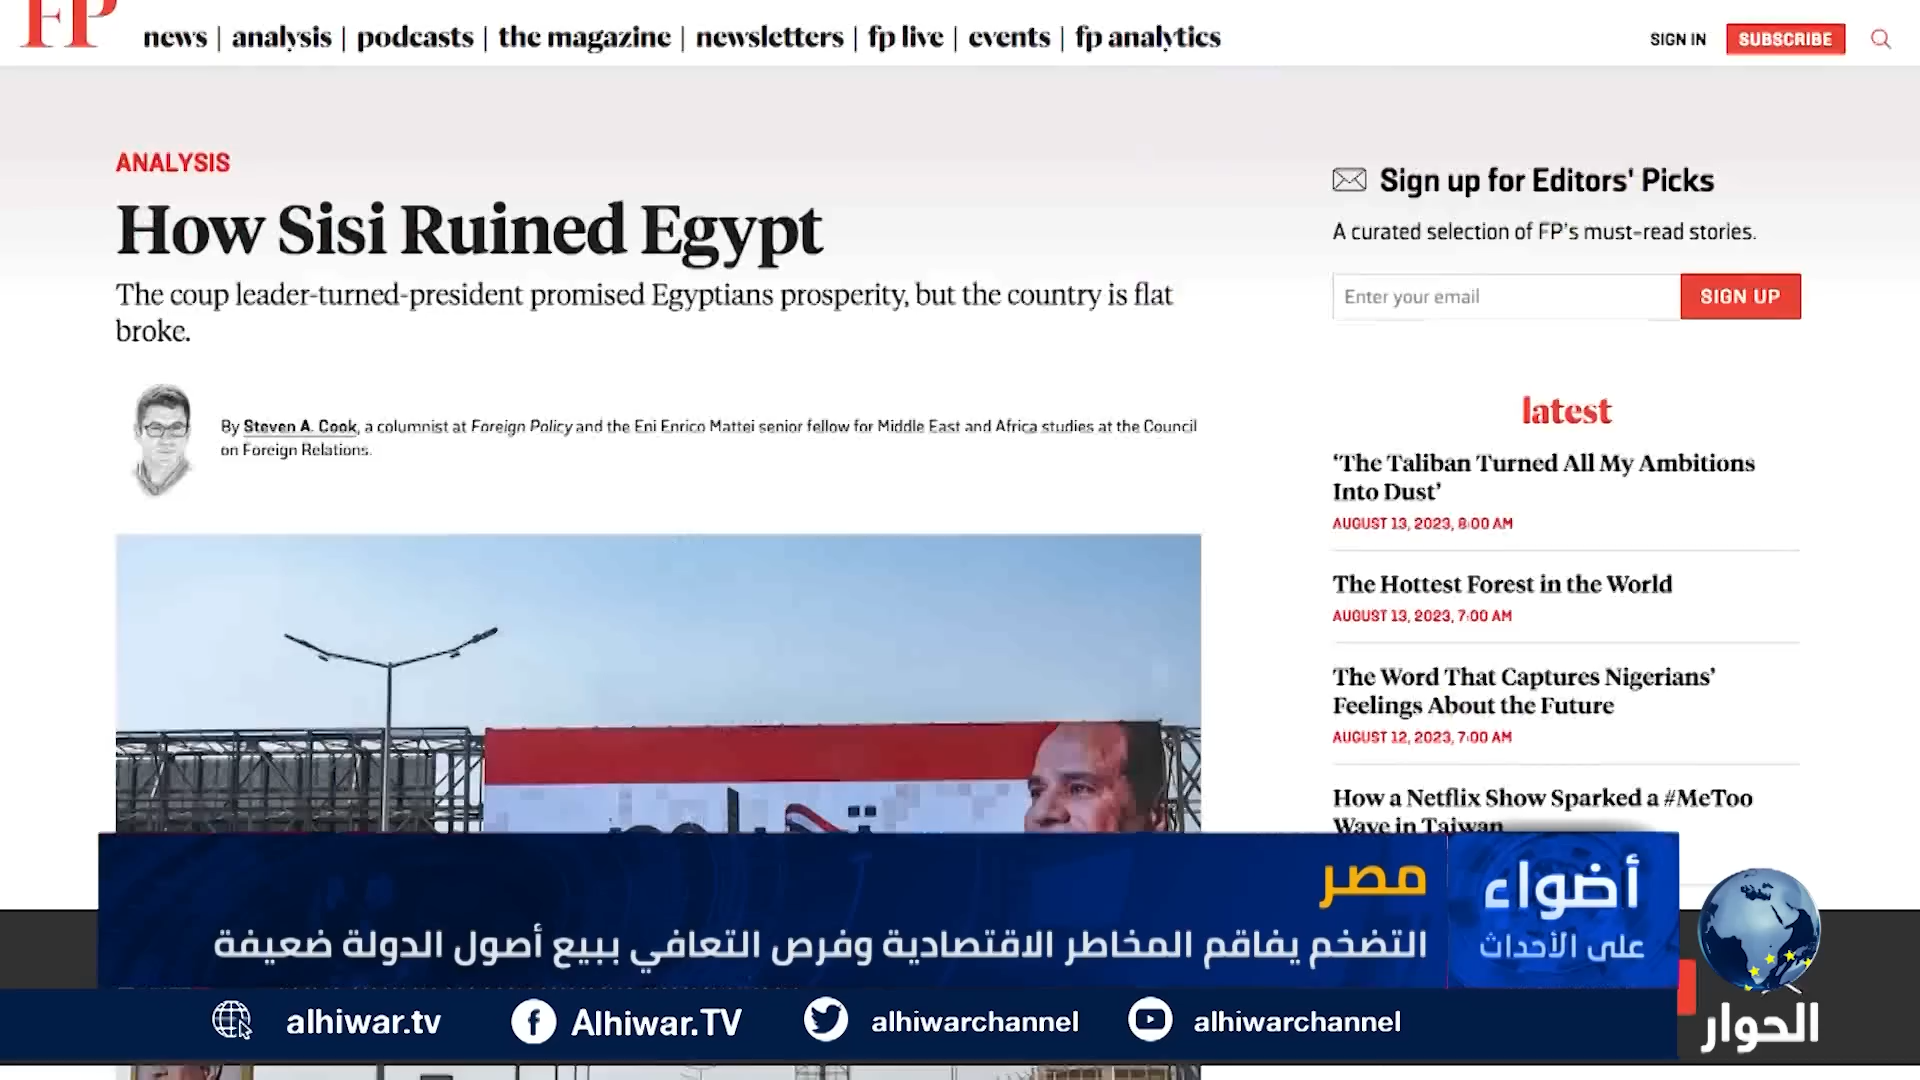 FP
news | analysis | podcasts | the magazine | newsletters | fp live | events | fp analytics
SIGN IN
SUBSCRIBE
ANALYSIS
How Sisi Ruined Egypt
The coup leader-turned-president promised Egyptians prosperity, but the country is flat
broke.
By Steven A. Cook, a columnist at Foreign Policy and the Eni Enrico Mattei senior fellow for Middle East and Africa studies at the Council
on Foreign Relations.
Sign up for Editors' Picks
A curated selection of FP's must-read stories.
Enter your email
SIGN UP
latest
‘The Taliban Turned All My Ambitions
Into Dust’
AUGUST 13, 2023, 8:00 AM
The Hottest Forest in the World
AUGUST 13, 2023, 7:00 AM
The Word That Captures Nigerians’
Feelings About the Future
AUGUST 12, 2023, 7:00 AM
How a Netflix Show Sparked a #MeToo
Wave in Taiwan
أضواء
على الأحداث
مصر
التضخم يفاقم المخاطر الاقتصادية وفرص التعافي ببيع أصول الدولة ضعيفة
alhiwar.tv
Alhiwar.TV
alhiwarchannel
alhiwarchannel
الحوار